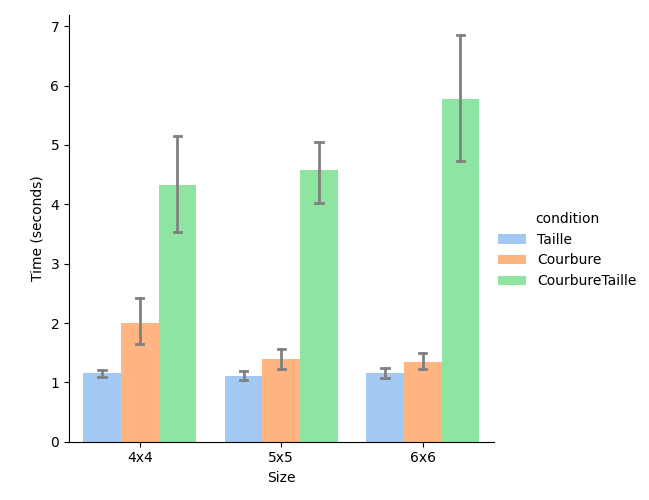 7
6
5
4
3
2
1
0
Time (seconds)
4x4 5x5 6x6
Size
condition
Taille
Courbure
CourbureTaille